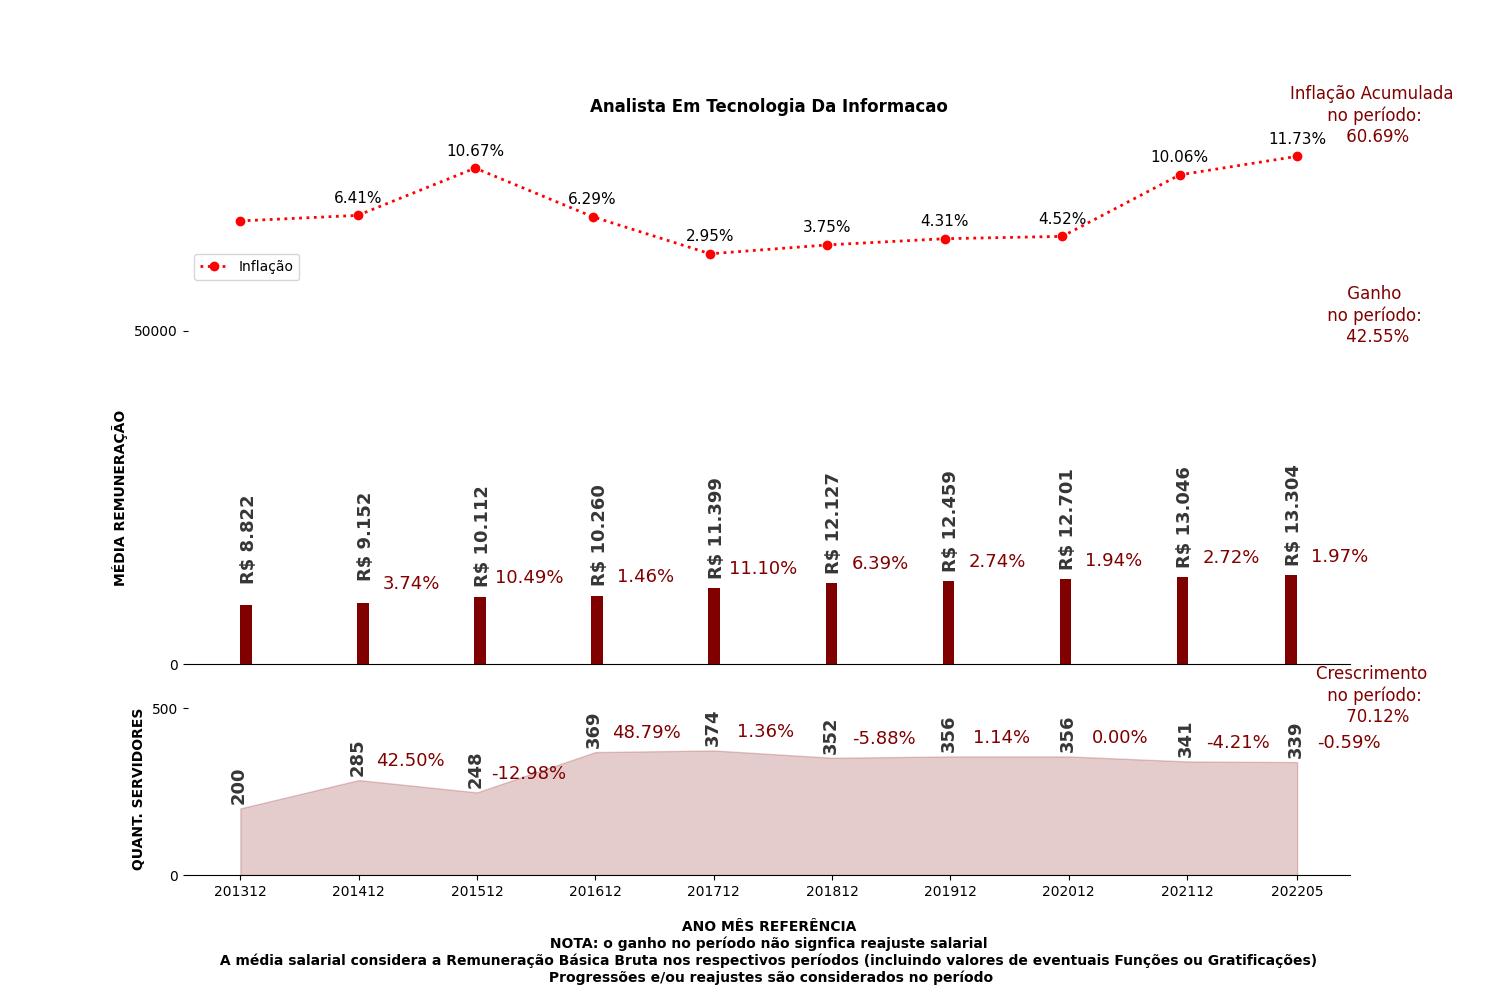 Analista Em Tecnologia Da Informacao
Inflação Acumulada
no período:
60.69%
6.41%
10.67%
6.29%
2.95%
3.75%
4.31%
4.52%
10.06%
11.73%
Inflação
Ganho
no período:
42.55%
50000
0
MÉDIA REMUNERAÇÃO
R$ 8.822
R$ 9.152
R$ 10.112
R$ 10.260
R$ 11.399
R$ 12.127
R$ 12.459
R$ 12.701
R$ 13.046
R$ 13.304
3.74%
10.49%
1.46%
11.10%
6.39%
2.74%
1.94%
2.72%
1.97%
Crescrimento
no período:
70.12%
500
0
QUANT. SERVIDORES
200
285
248
369
374
352
356
356
341
339
42.50%
-12.98%
48.79%
1.36%
-5.88%
1.14%
0.00%
-4.21%
-0.59%
201312
201412
201512
201612
201712
201812
201912
202012
202112
202205
ANO MÊS REFERÊNCIA
NOTA: o ganho no período não signfica reajuste salarial
A média salarial considera a Remuneração Básica Bruta nos respectivos períodos (incluindo valores de eventuais Funções ou Gratificações)
Progressões e/ou reajustes são considerados no período